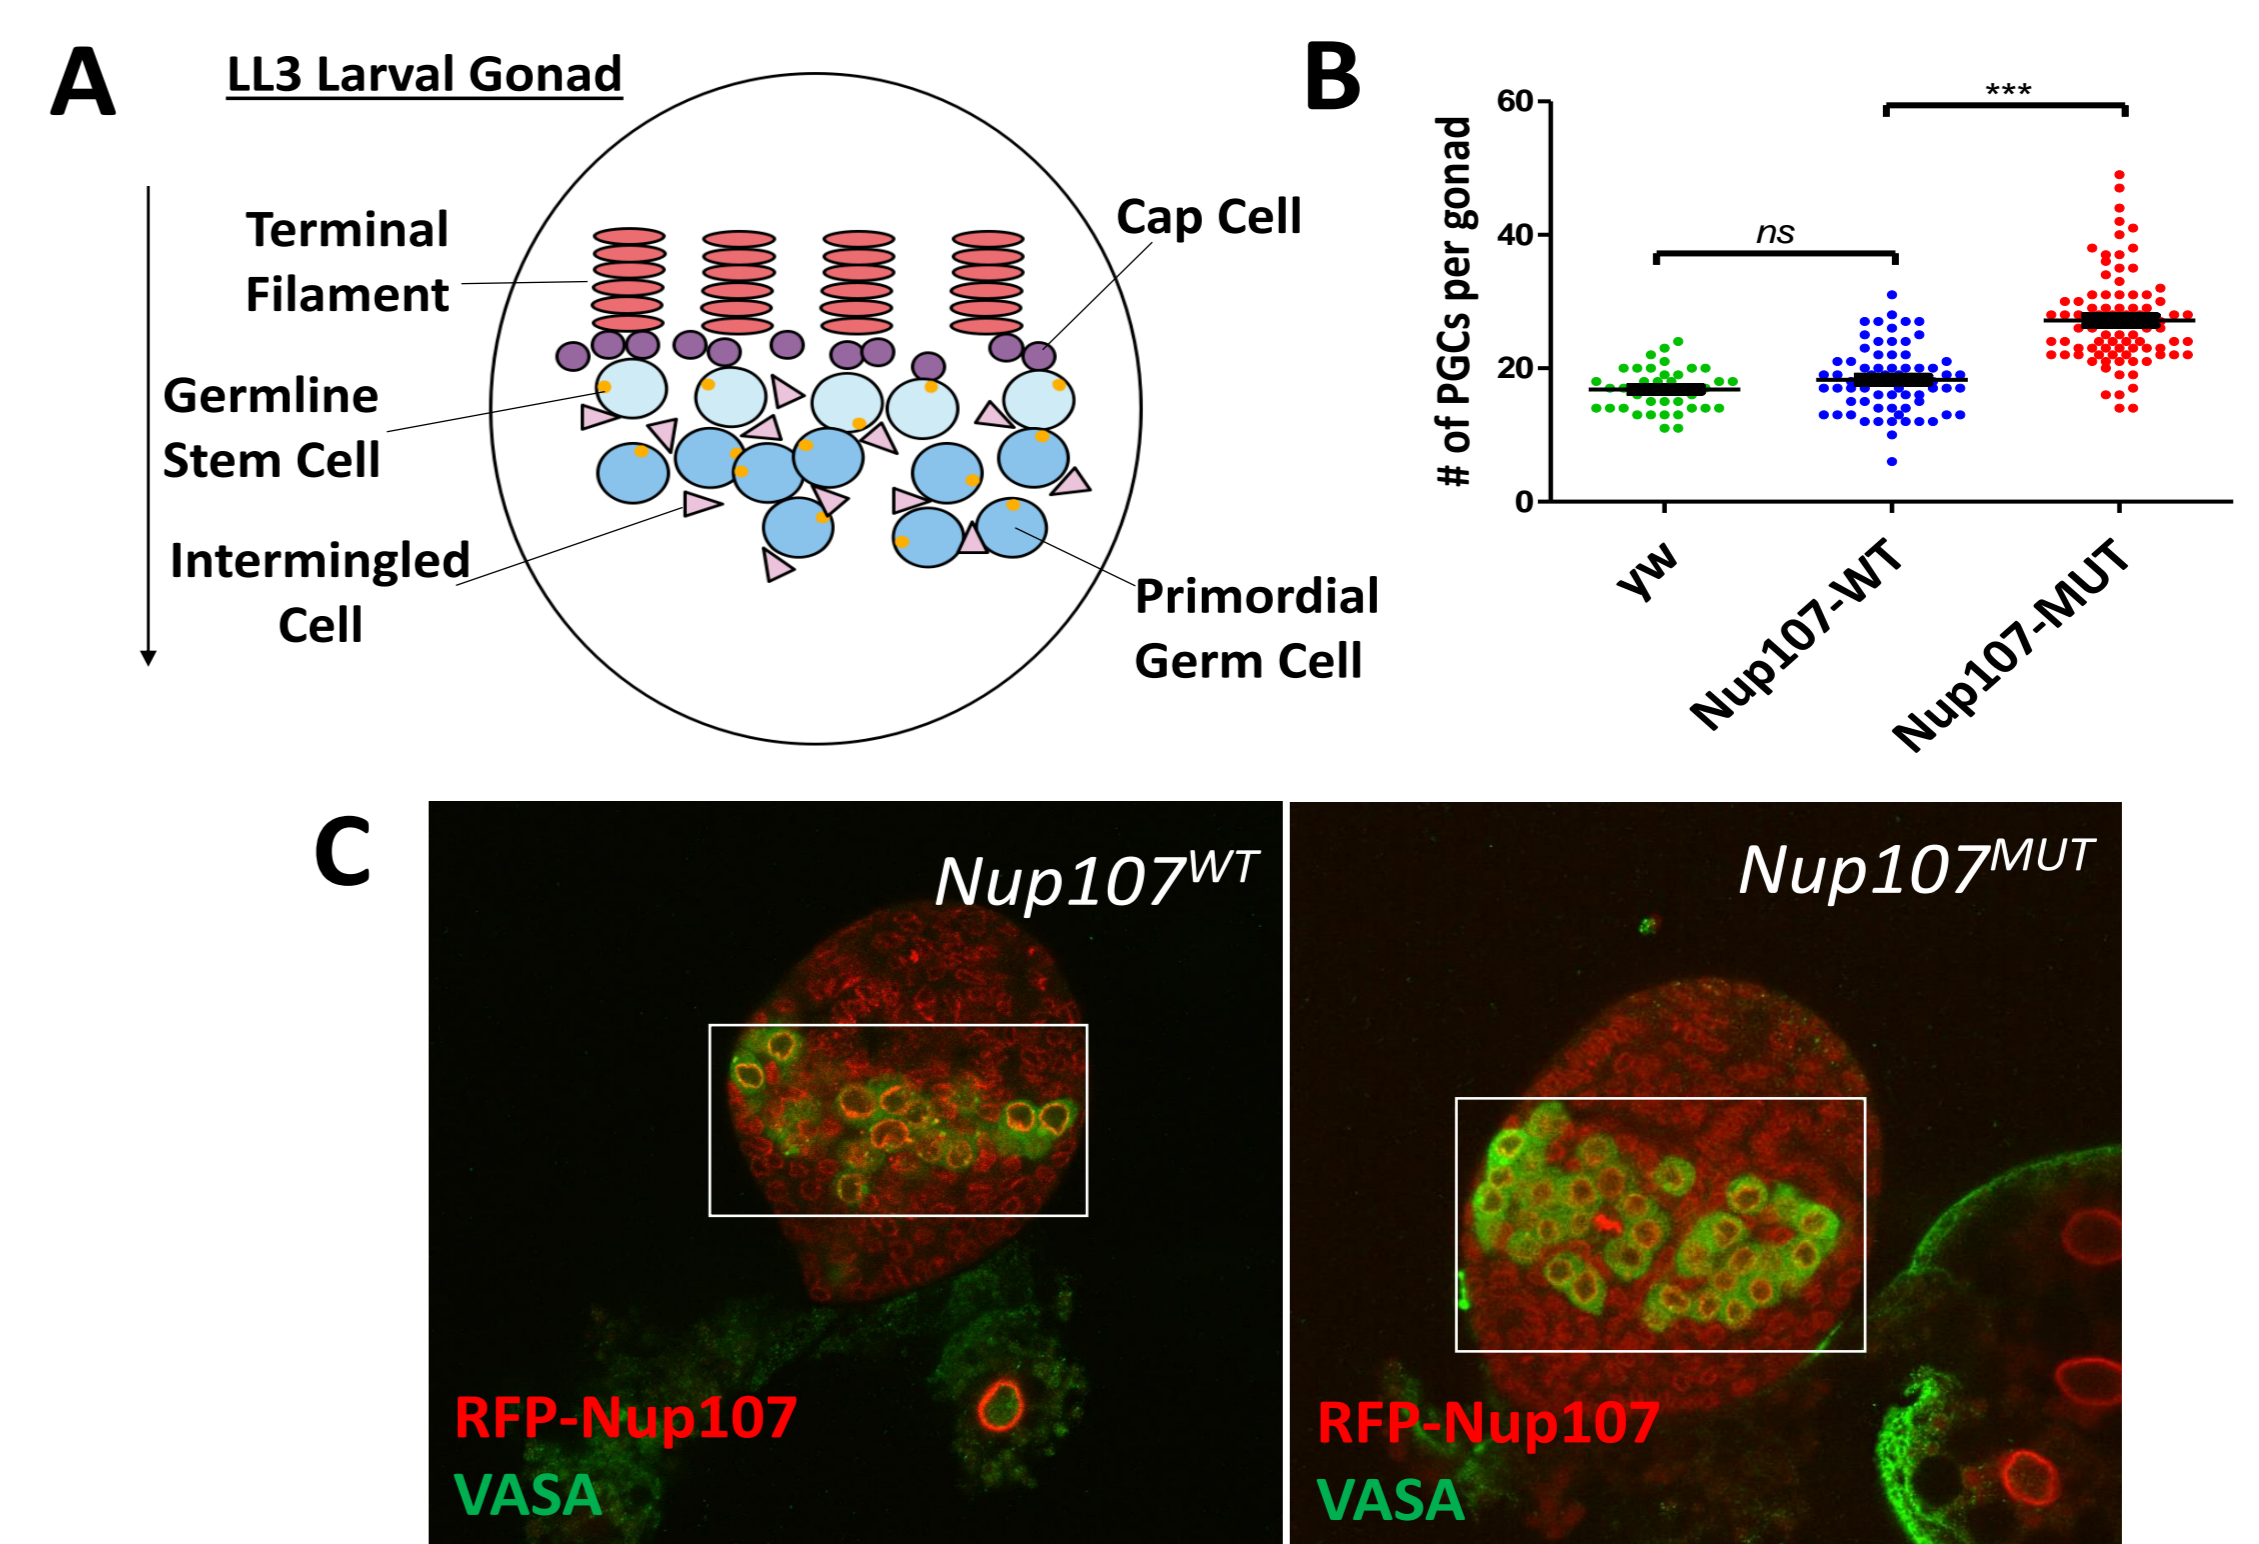 A
LL3 Larval Gonad
Terminal
Filament
Cap Cell
Germline
Stem Cell
Intermingled
Cell
Primordial
Germ Cell
B
# of PGCs per gonad
60
40
20
0
ns
***
yw
Nup107-WT
Nup107-MUT
C
Nup107WT
RFP-Nup107
VASA
Nup107MUT
RFP-Nup107
VASA